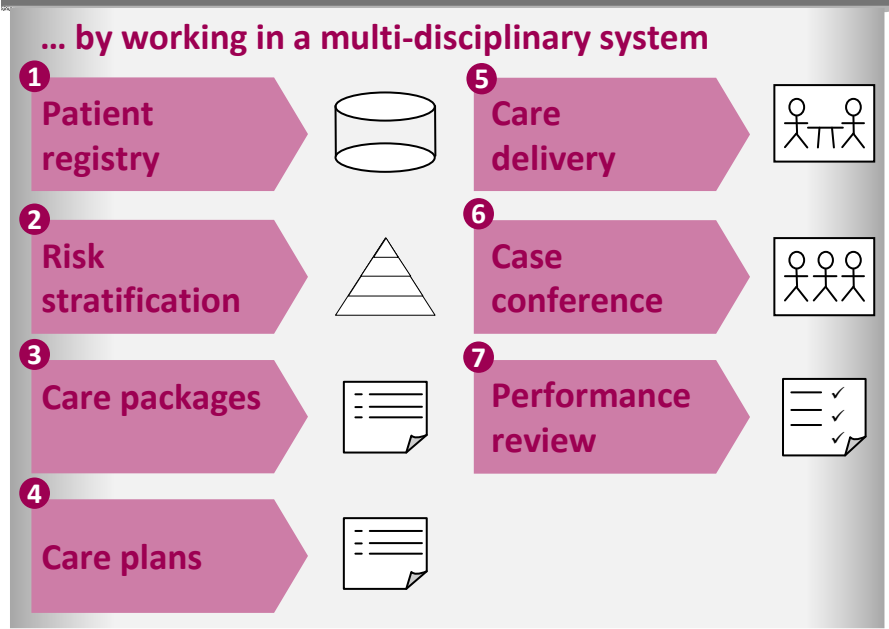 ... by working in a multi-disciplinary system
1
Patient
registry
2
Risk
stratification
3
Care packages
4
Care plans
5
Care
delivery
6
Case
conference
7
Performance
review